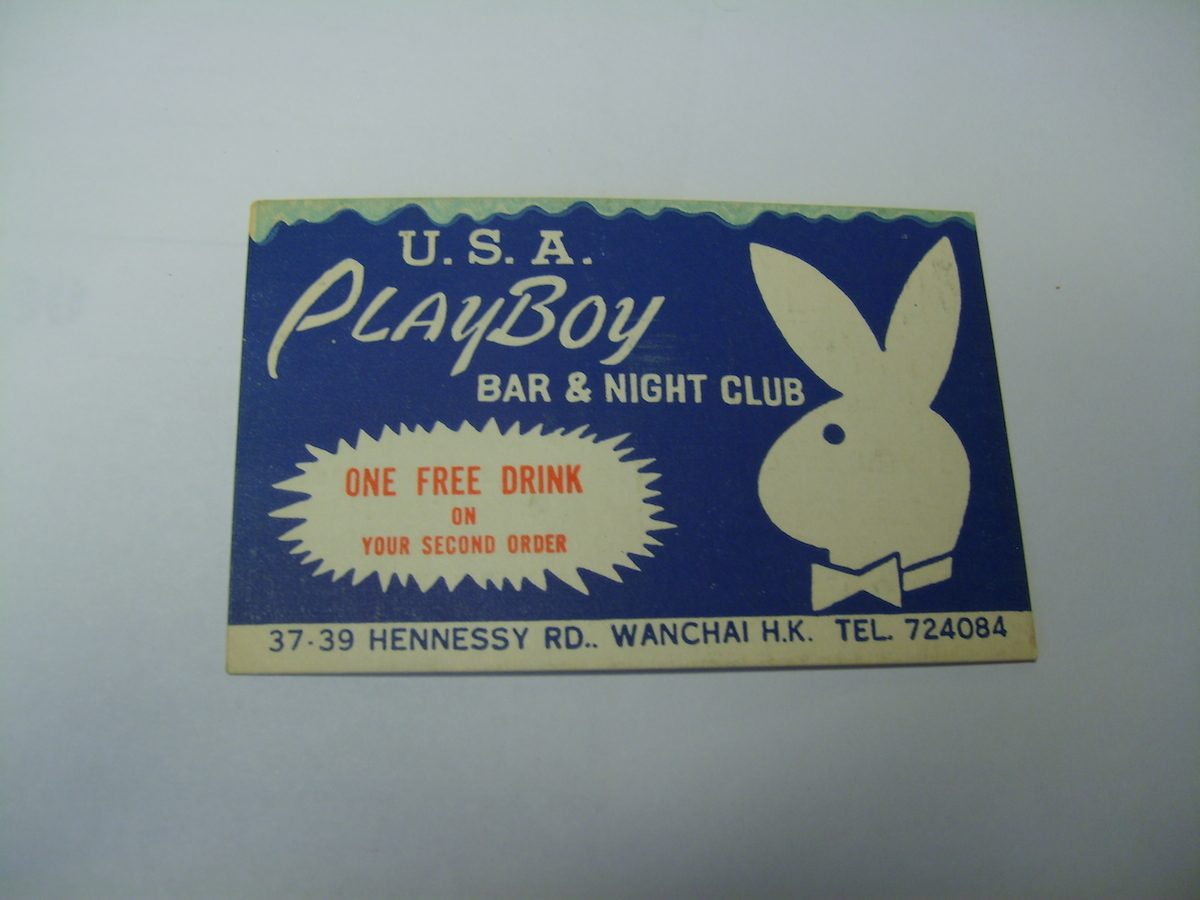 U.S.A.
PLAYBOY
BAR & NIGHT CLUB
ONE FREE DRINK
ON
YOUR SECOND ORDER
37-39 HENNESSY RD.. WANCHAI H.K. TEL. 724084